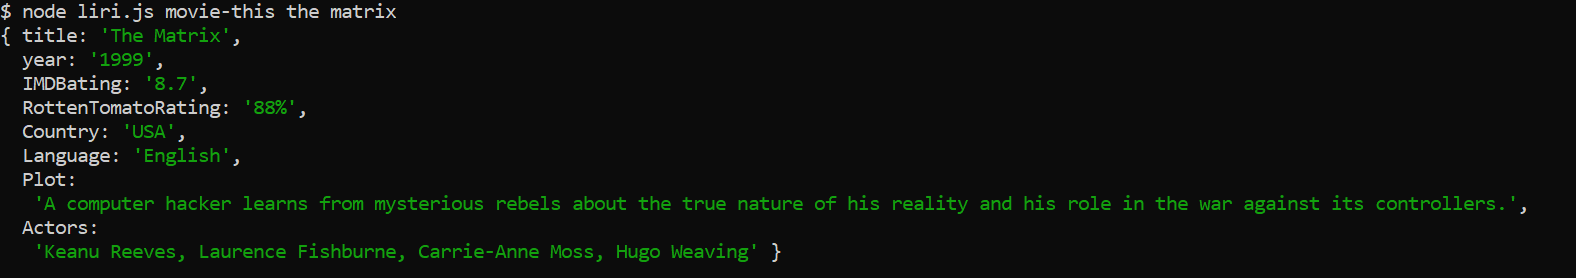 $ node liri.js movie-this the matrix
{ title: 'The Matrix',
  year: '1999',
  IMDBating: '8.7',
  RottenTomatoRating: '88%',
  Country: 'USA',
  Language: 'English',
  Plot:
   'A computer hacker learns from mysterious rebels about the true nature of his reality and his role in the war against its controllers.',
  Actors:
   'Keanu Reeves, Laurence Fishburne, Carrie-Anne Moss, Hugo Weaving' }